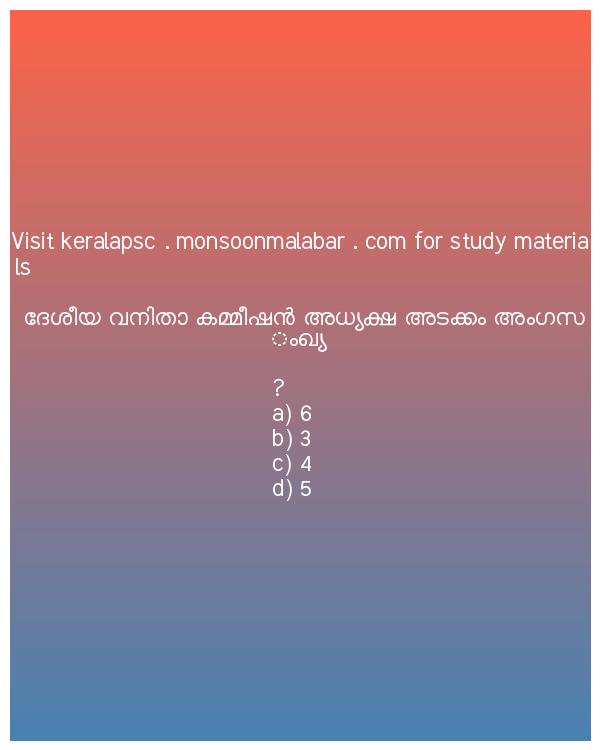 Visit keralapsc . monsoonmalabar . com for study materia
ls
ദേശീയ വനിതാ കമ്മീഷൻ അധ്യക്ഷ അടക്കം അംഗസ
ംഖ്യ
?
a) 6
b) 3
c) 4
d) 5